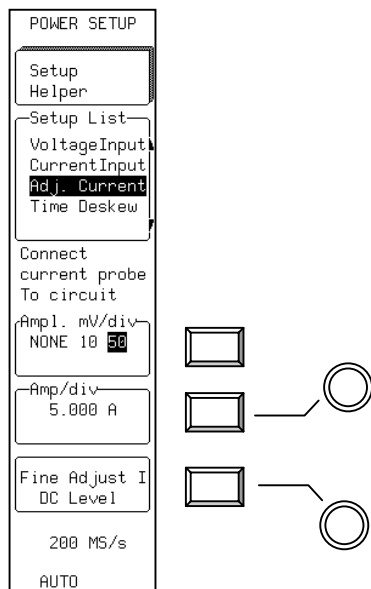 POWER SETUP
Setup
Helper
Setup List
VoltageInput
CurrentInput
Adj. Current
Time Deskew
Connect
current probe
To circuit
Ampl. mV/div
NONE 10 50
Amp/div
5.000 A
Fine Adjust I
DC Level
200 MS/s
AUTO